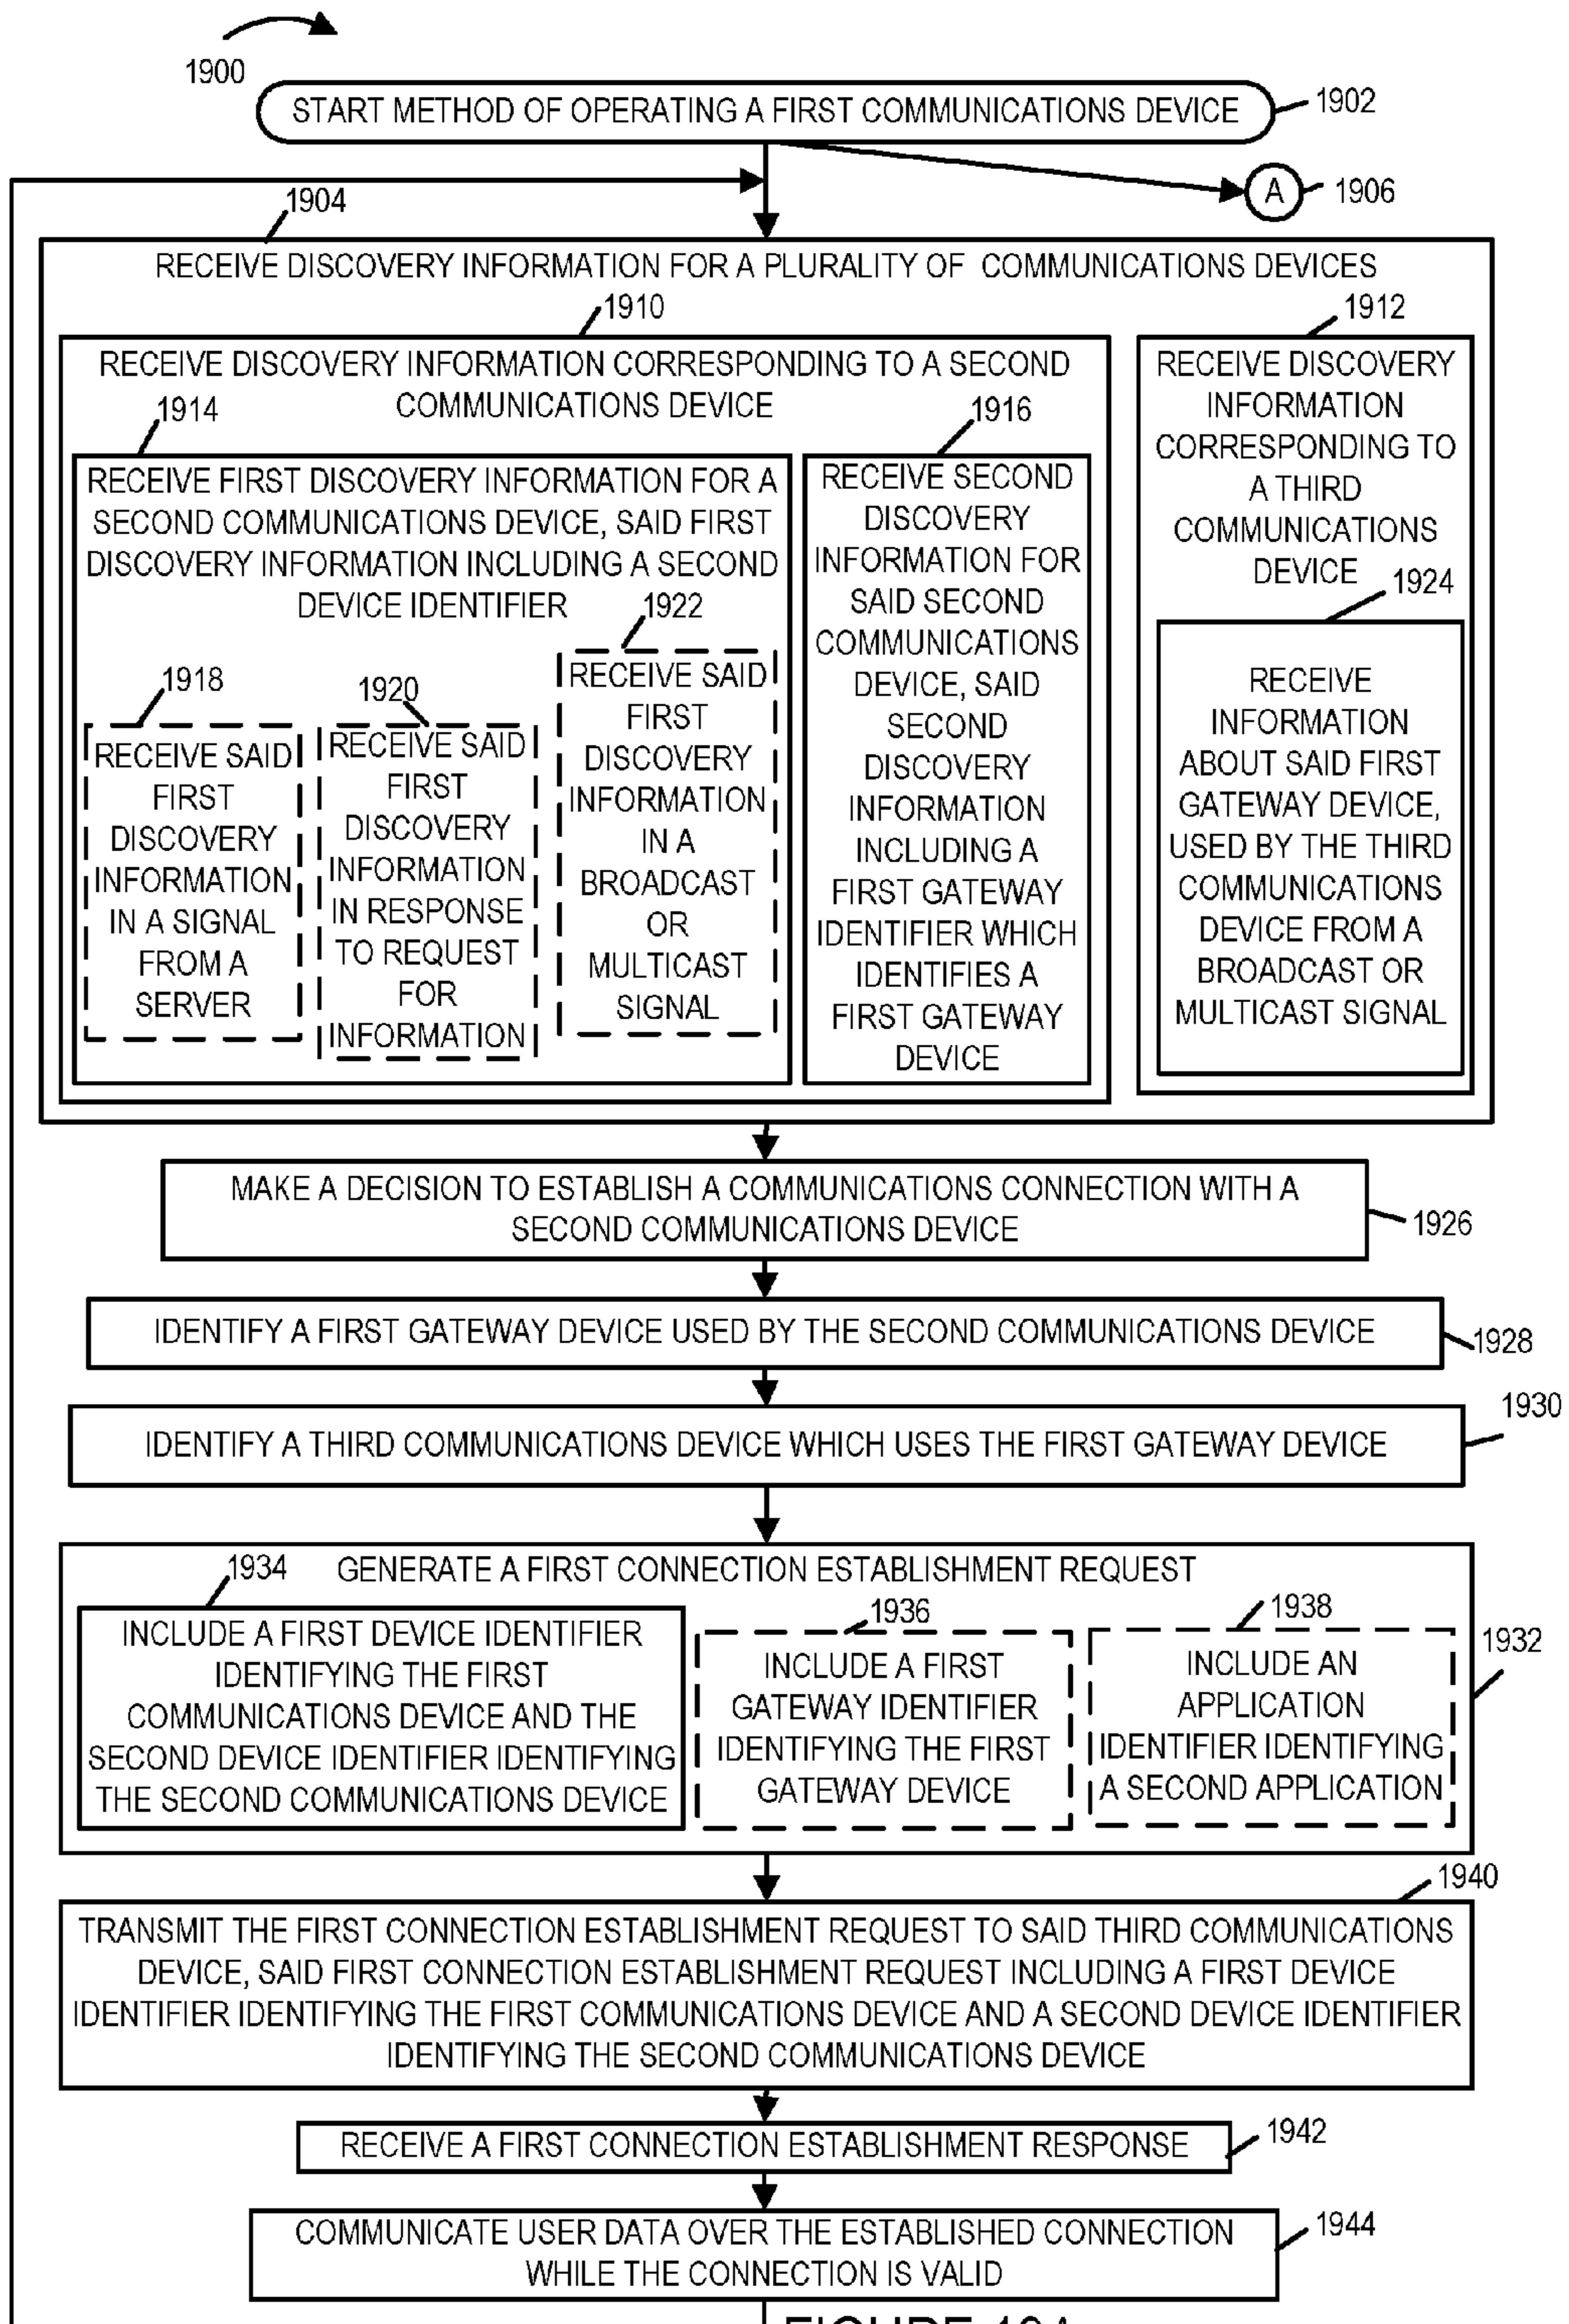 1900
START METHOD OF OPERATING A FIRST COMMUNICATIONS DEVICE
1902
A
1906
1904
RECEIVE DISCOVERY INFORMATION FOR A PLURALITY OF COMMUNICATIONS DEVICES
1910
RECEIVE DISCOVERY INFORMATION CORRESPONDING TO A SECOND
COMMUNICATIONS DEVICE
1914
RECEIVE FIRST DISCOVERY INFORMATION FOR A
SECOND COMMUNICATIONS DEVICE, SAID FIRST
DISCOVERY INFORMATION INCLUDING A SECOND
DEVICE IDENTIFIER
1918
RECEIVE SAID
FIRST
DISCOVERY
INFORMATION
IN A SIGNAL
FROM A
SERVER
1920
RECEIVE SAID
FIRST
DISCOVERY
INFORMATION
IN RESPONSE
TO REQUEST
FOR
INFORMATION
1922
RECEIVE SAID
FIRST
DISCOVERY
INFORMATION
IN A
BROADCAST
OR
MULTICAST
SIGNAL
1916
RECEIVE SECOND
DISCOVERY
INFORMATION FOR
SAID SECOND
COMMUNICATIONS
DEVICE, SAID
SECOND
DISCOVERY
INFORMATION
INCLUDING A
FIRST GATEWAY
IDENTIFIER WHICH
IDENTIFIES A
FIRST GATEWAY
DEVICE
1912
RECEIVE DISCOVERY
INFORMATION
CORRESPONDING TO
A THIRD
COMMUNICATIONS
DEVICE
1924
RECEIVE
INFORMATION
ABOUT SAID FIRST
GATEWAY DEVICE,
USED BY THE THIRD
COMMUNICATIONS
DEVICE FROM A
BROADCAST OR
MULTICAST SIGNAL
MAKE A DECISION TO ESTABLISH A COMMUNICATIONS CONNECTION WITH A
SECOND COMMUNICATIONS DEVICE
1926
IDENTIFY A FIRST GATEWAY DEVICE USED BY THE SECOND COMMUNICATIONS DEVICE
1928
1930
IDENTIFY A THIRD COMMUNICATIONS DEVICE WHICH USES THE FIRST GATEWAY DEVICE
GENERATE A FIRST CONNECTION ESTABLISHMENT REQUEST
1932
1934
INCLUDE A FIRST DEVICE IDENTIFIER
IDENTIFYING THE FIRST
COMMUNICATIONS DEVICE AND THE
SECOND DEVICE IDENTIFIER IDENTIFYING
THE SECOND COMMUNICATIONS DEVICE
1936
INCLUDE A FIRST
GATEWAY IDENTIFIER
IDENTIFYING THE FIRST
GATEWAY DEVICE
1938
INCLUDE AN
APPLICATION
IDENTIFIER IDENTIFYING
A SECOND APPLICATION
1940
TRANSMIT THE FIRST CONNECTION ESTABLISHMENT REQUEST TO SAID THIRD COMMUNICATIONS
DEVICE, SAID FIRST CONNECTION ESTABLISHMENT REQUEST INCLUDING A FIRST DEVICE
IDENTIFIER IDENTIFYING THE FIRST COMMUNICATIONS DEVICE AND A SECOND DEVICE IDENTIFIER
IDENTIFYING THE SECOND COMMUNICATIONS DEVICE
RECEIVE A FIRST CONNECTION ESTABLISHMENT RESPONSE
1942
COMMUNICATE USER DATA OVER THE ESTABLISHED CONNECTION
WHILE THE CONNECTION IS VALID
1944